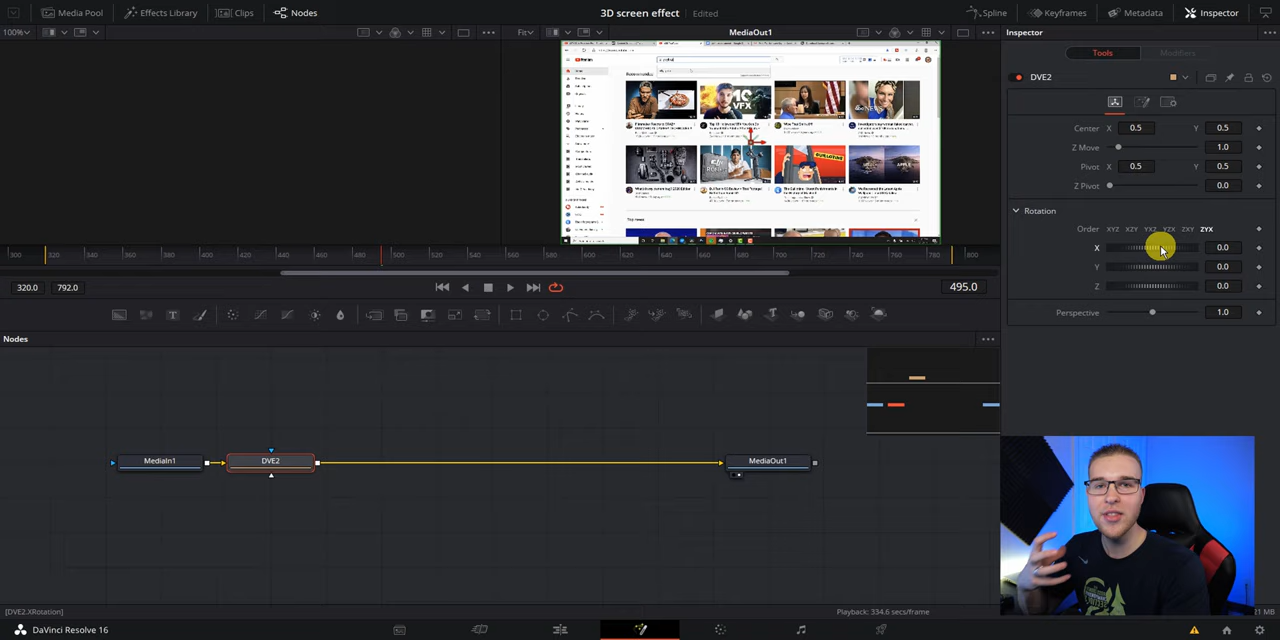 Media Pool
Effects Library
Clips
Nodes
3D screen effect
Edited
Spline
Keyframes
Metadata
Inspector
100%
Fit
MediaOut1
Inspector
Tools
Modifiers
DVE2
Center X 0.5 Y 0.5
Z Move 1.0
Pivot X 0.5 Y 0.5
Z Pivot 0.0
Rotation
Order XYZ XZY YXZ YZX ZXY ZYX
X 0.0
Y 0.0
Z 0.0
Perspective 1.0
300 320 340 360 380 400 420 440 460 480 500 520 540 560 580 600 620 640 660 680 700 720 740 760 780 800
320.0 792.0
495.0
Nodes
MediaIn1
DVE2
MediaOut1
[DVE2.XRotation]
Playback: 334.6 secs/frame
21 MB
DaVinci Resolve 16